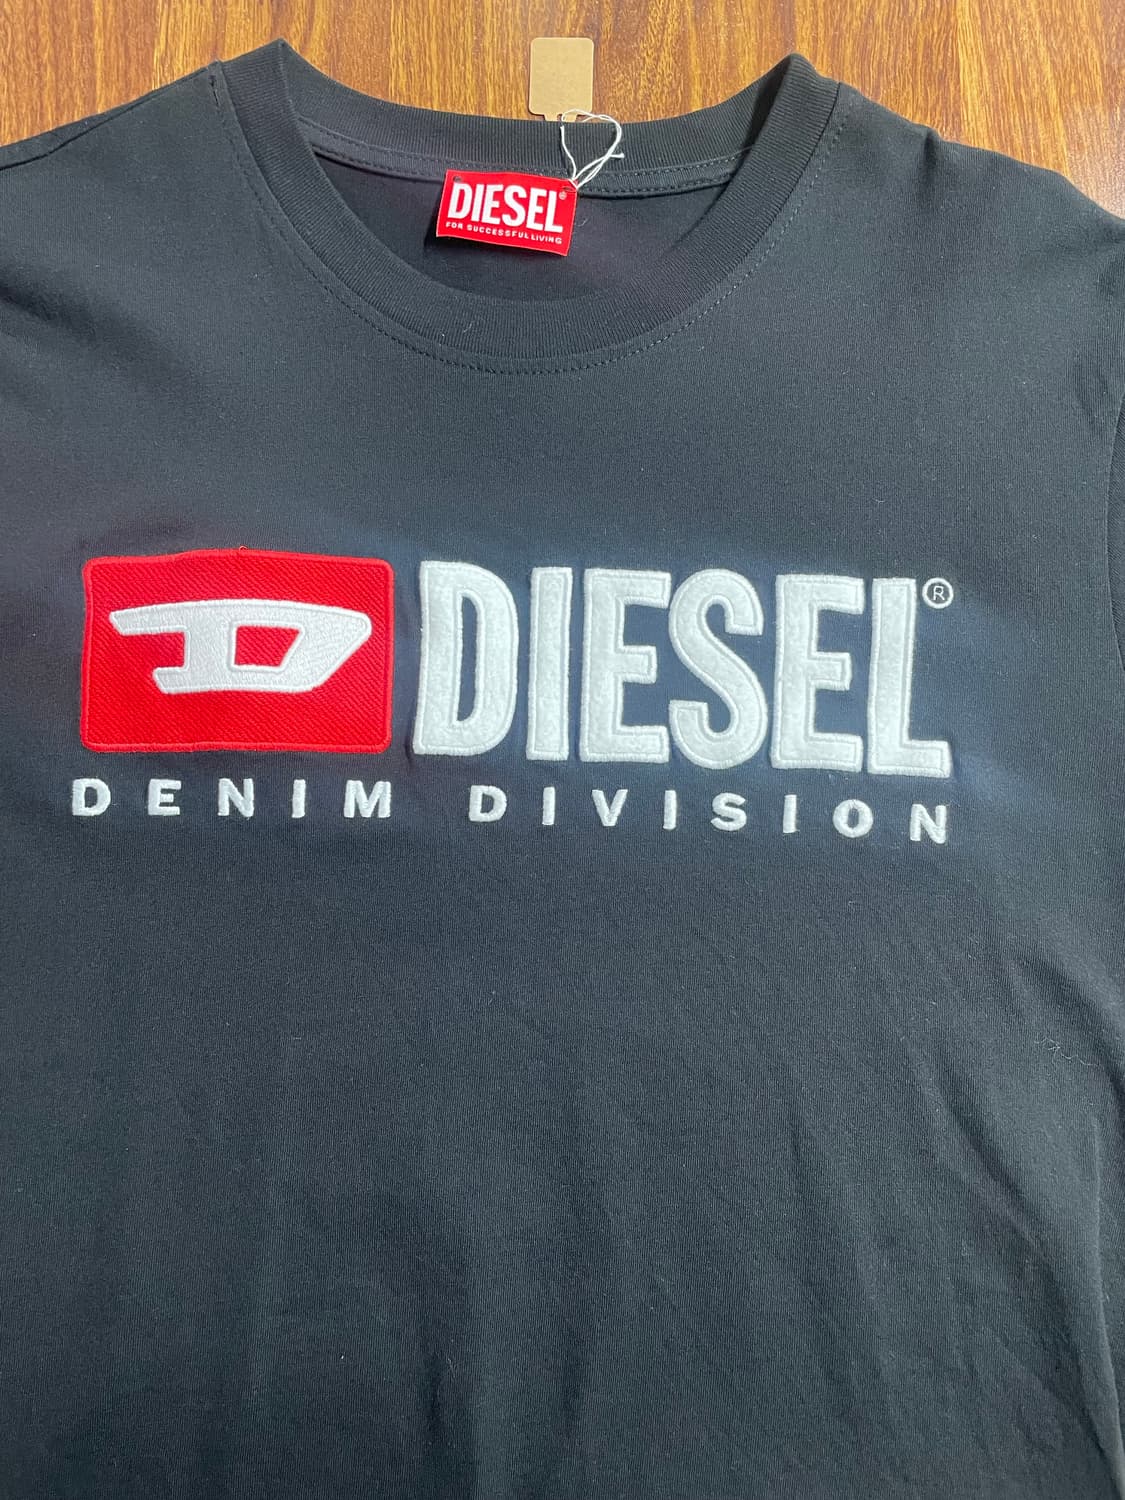 DIESEL®
FOR SUCCESSFUL LIVING
D DIESEL®
DENIM DIVISION